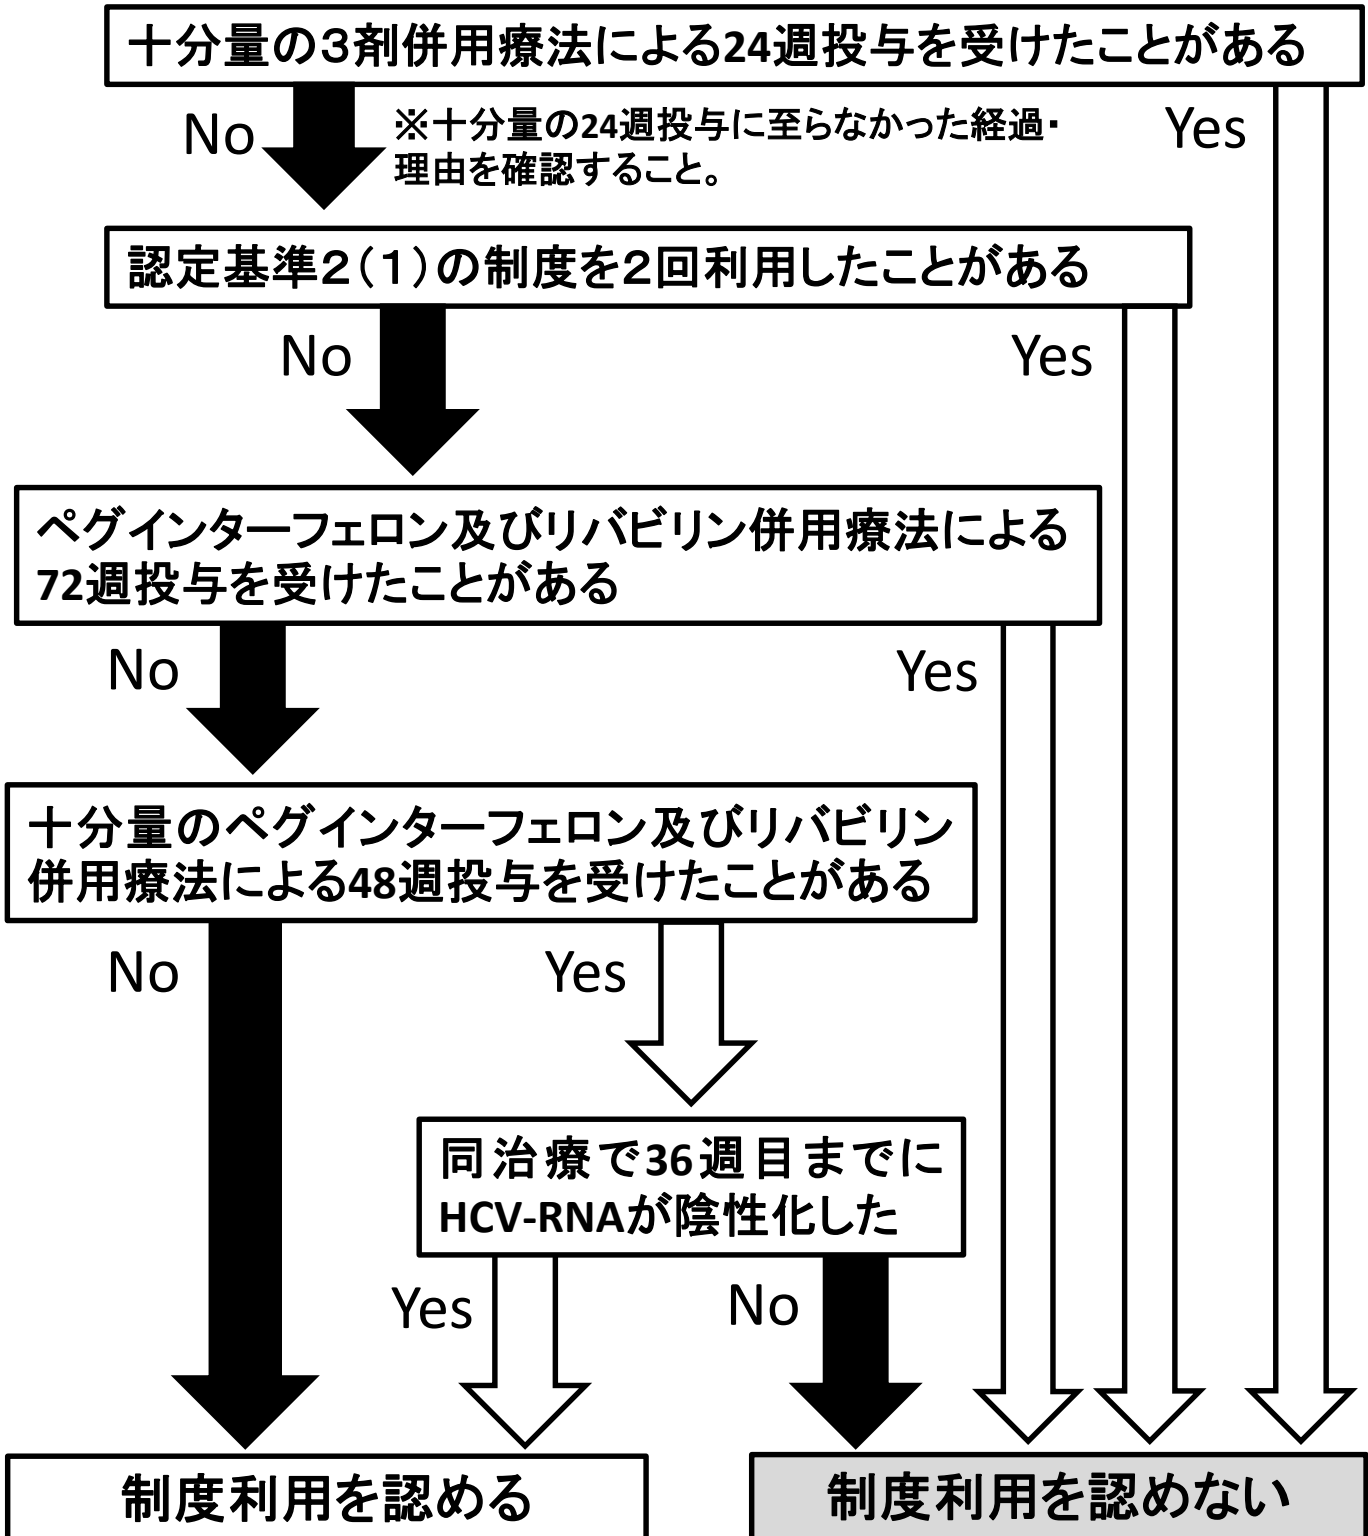 十分量の３剤併用療法による24週投与を受けたことがある
No
※十分量の24週投与に至らなかった経過・
理由を確認すること。
Yes
認定基準２（１）の制度を２回利用したことがある
No
Yes
ペグインターフェロン及びリバビリン併用療法による
72週投与を受けたことがある
No
Yes
十分量のペグインターフェロン及びリバビリン
併用療法による48週投与を受けたことがある
No
Yes
同治療で36週目までに
HCV-RNAが陰性化した
Yes
No
制度利用を認める
制度利用を認めない